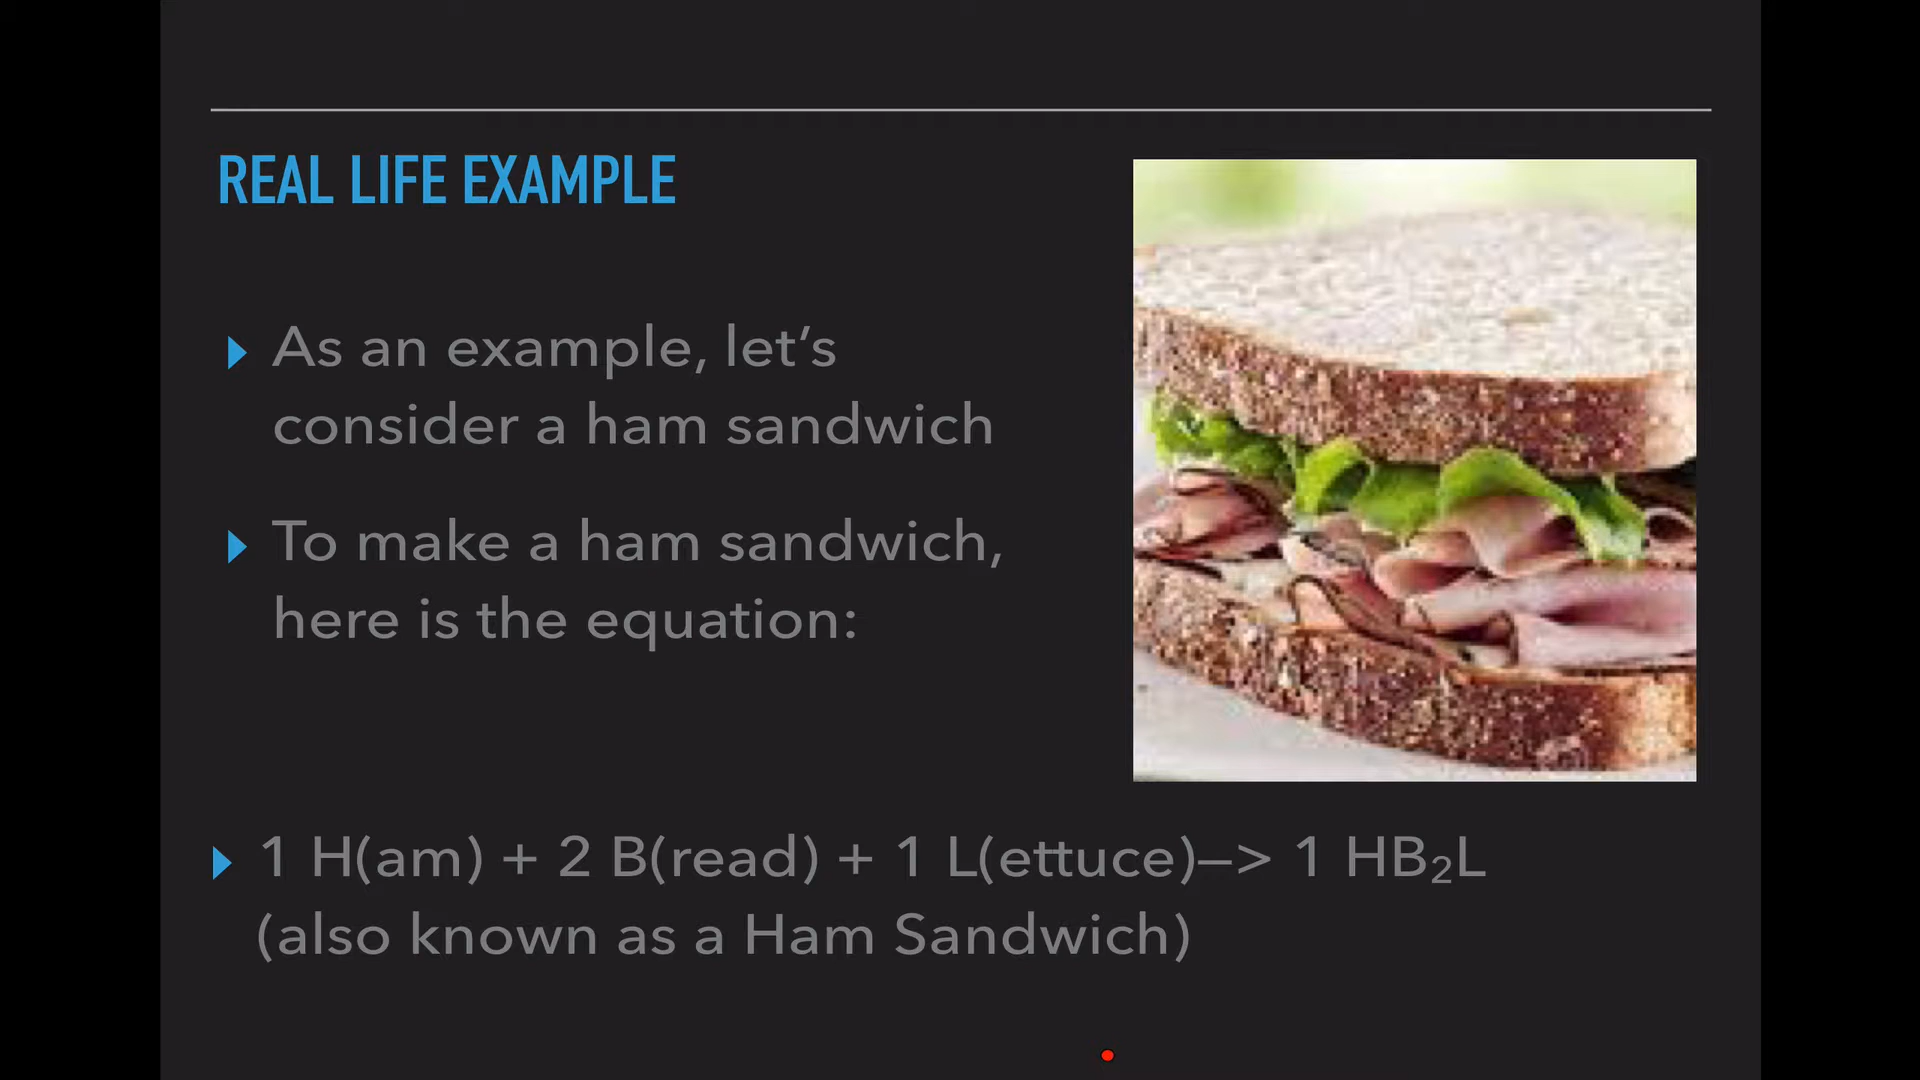 REAL LIFE EXAMPLE
As an example, let’s
consider a ham sandwich
To make a ham sandwich,
here is the equation:
1 H(am) + 2 B(read) + 1 L(ettuce)—> 1 HB₂L
(also known as a Ham Sandwich)